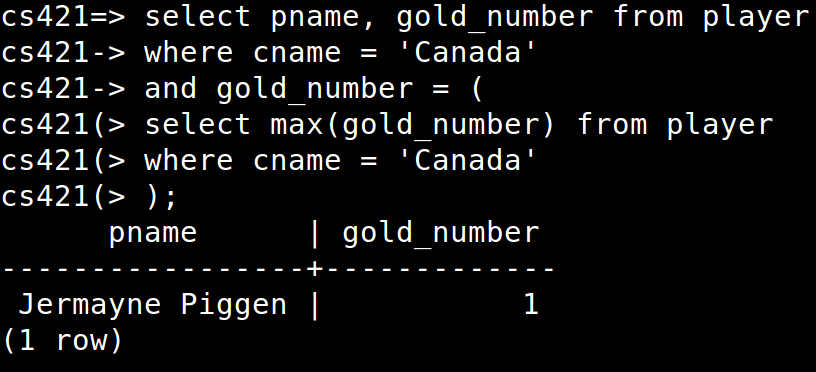 cs421=> select pname, gold_number from player
cs421-> where cname = 'Canada'
cs421-> and gold_number = (
cs421(> select max(gold_number) from player
cs421(> where cname = 'Canada'
cs421(> );
      pname      | gold_number
-----------------+-------------
 Jermayne Piggen |           1
(1 row)